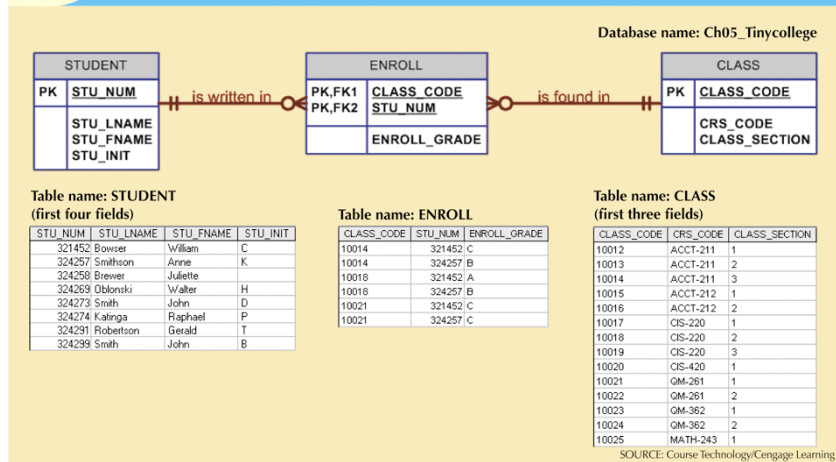 Database name: Ch05_Tinycollege
STUDENT
PK STU_NUM
STU_LNAME
STU_FNAME
STU_INIT
is written in
ENROLL
PK,FK1 CLASS_CODE
PK,FK2 STU_NUM
ENROLL_GRADE
is found in
CLASS
PK CLASS_CODE
CRS_CODE
CLASS_SECTION
Table name: STUDENT
(first four fields)
STU_NUM STU_LNAME STU_FNAME STU_INIT
321452 Bowser William C
324257 Smithson Anne K
324258 Brewer Juliette
324269 Oblonski Walter H
324273 Smith John D
324274 Katinga Raphael P
324291 Robertson Gerald T
324299 Smith John B
Table name: ENROLL
CLASS_CODE STU_NUM ENROLL_GRADE
10014 321452 C
10014 324257 B
10018 321452 A
10018 324257 B
10021 321452 C
10021 324257 C
Table name: CLASS
(first three fields)
CLASS_CODE CRS_CODE CLASS_SECTION
10012 ACCT-211 1
10013 ACCT-211 2
10014 ACCT-211 3
10015 ACCT-212 1
10016 ACCT-212 2
10017 CIS-220 1
10018 CIS-220 2
10019 CIS-220 3
10020 CIS-420 1
10021 QM-261 1
10022 QM-261 2
10023 QM-362 1
10024 QM-362 2
10025 MATH-243 1
SOURCE: Course Technology/Cengage Learning